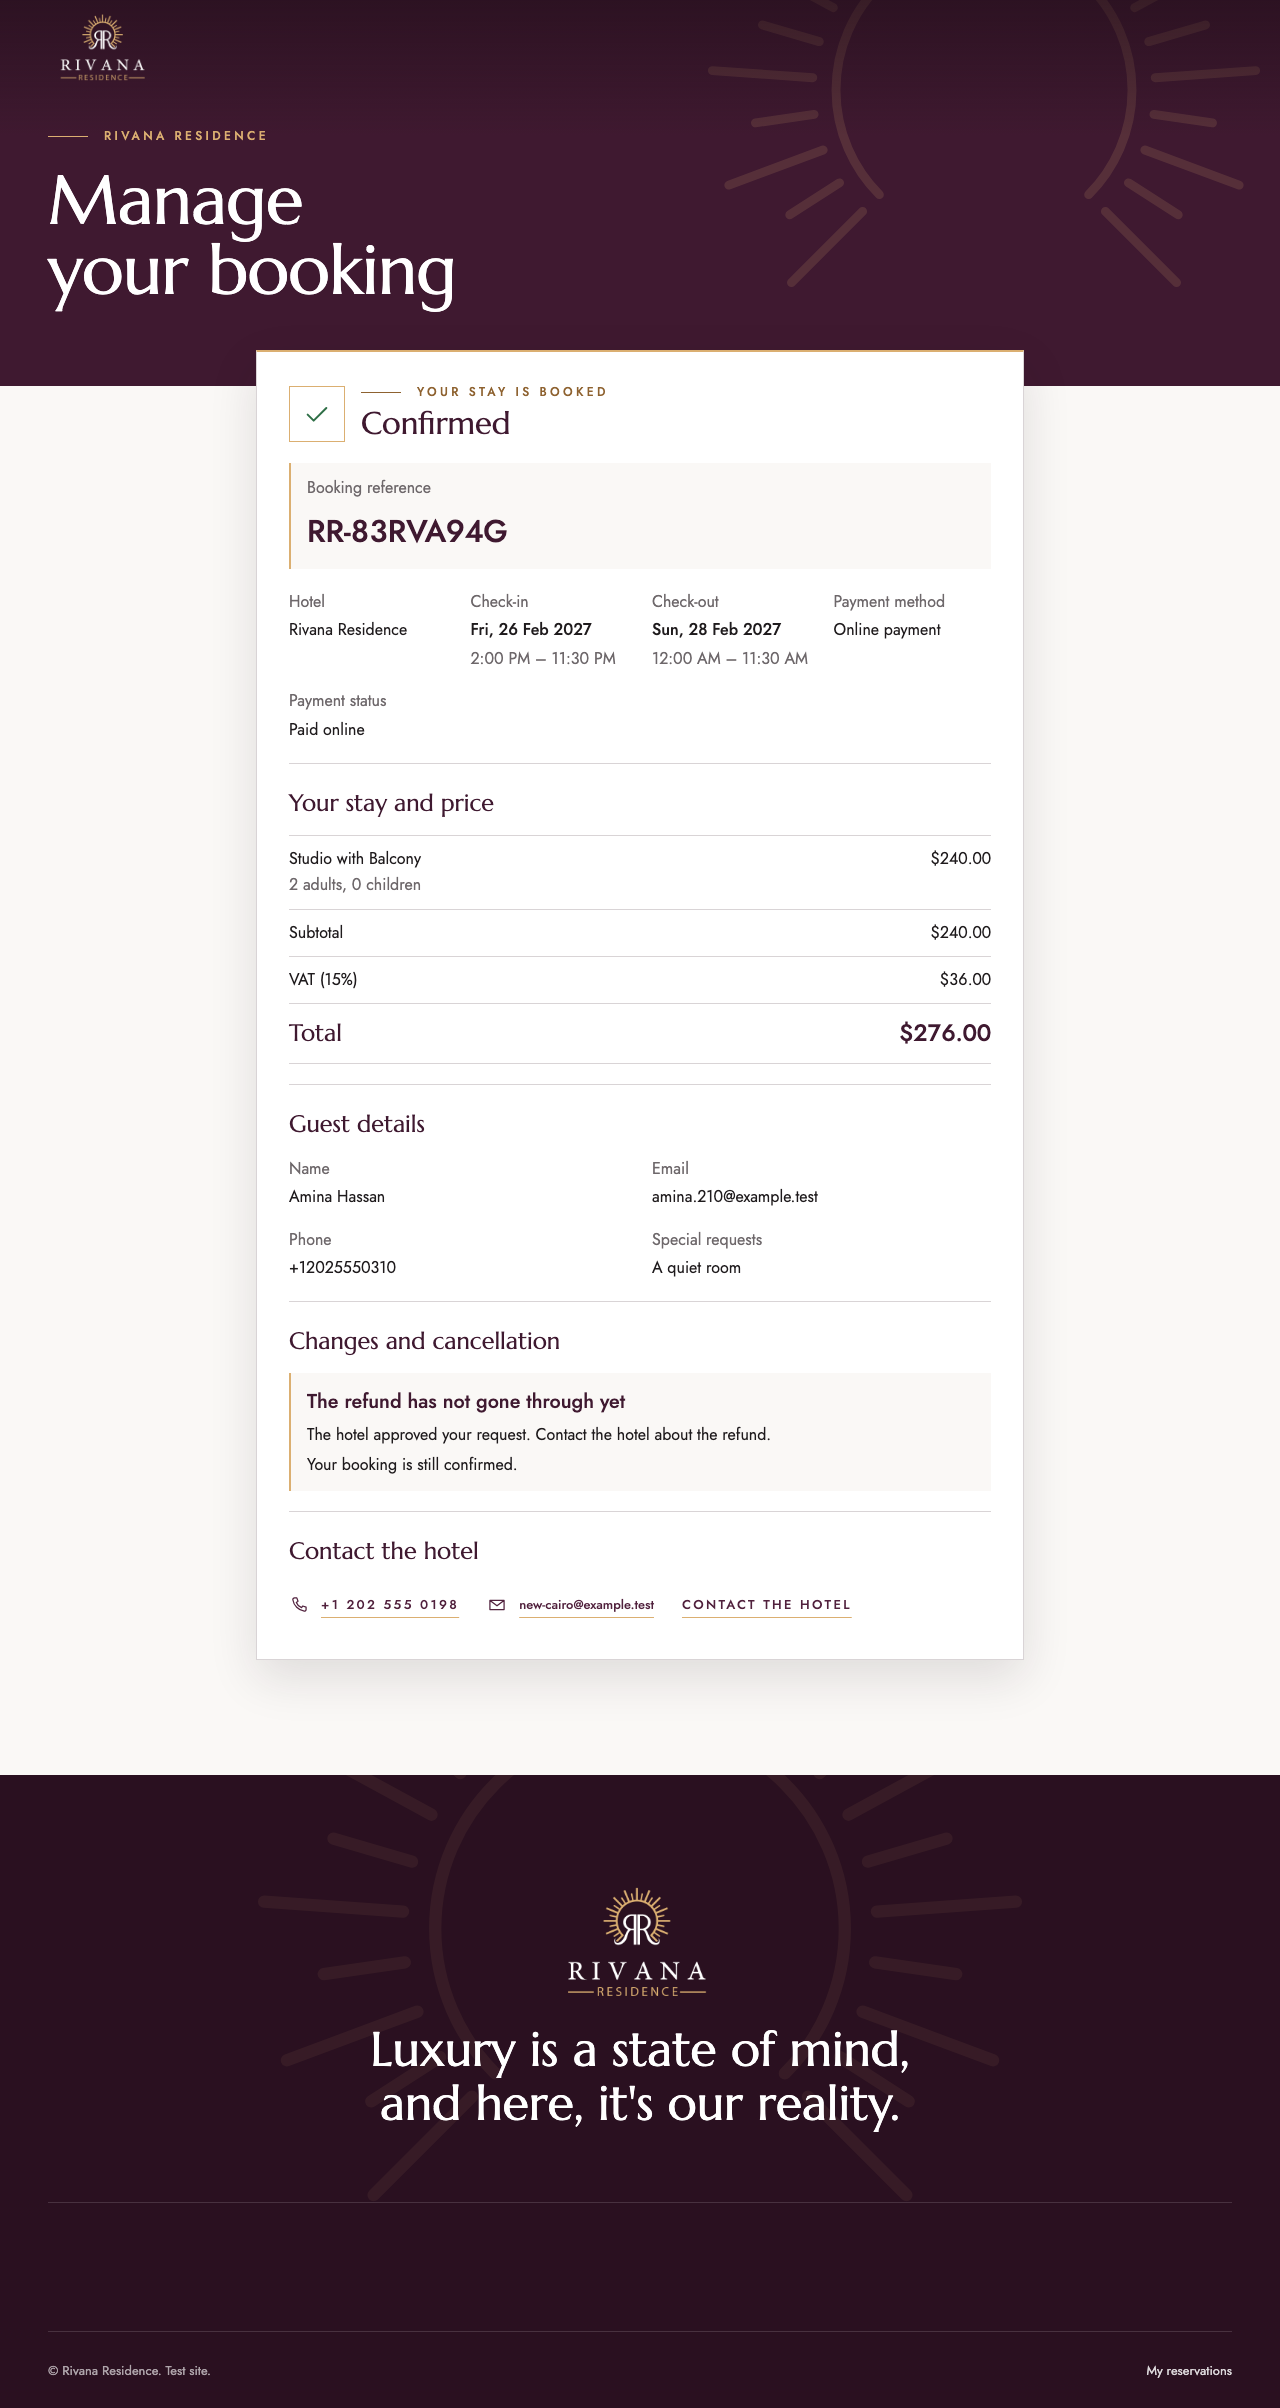 RR
RIVANA
RESIDENCE
RIVANA RESIDENCE
Manage
your booking
YOUR STAY IS BOOKED
Confirmed
Booking reference
RR-83RVA94G
Hotel
Rivana Residence
Check-in
Fri, 26 Feb 2027
2:00 PM – 11:30 PM
Check-out
Sun, 28 Feb 2027
12:00 AM – 11:30 AM
Payment method
Online payment
Payment status
Paid online
Your stay and price
Studio with Balcony $240.00
2 adults, 0 children
Subtotal $240.00
VAT (15%) $36.00
Total $276.00
Guest details
Name
Amina Hassan
Email
amina.210@example.test
Phone
+12025550310
Special requests
A quiet room
Changes and cancellation
The refund has not gone through yet
The hotel approved your request. Contact the hotel about the refund.
Your booking is still confirmed.
Contact the hotel
+1 202 555 0198 new-cairo@example.test CONTACT THE HOTEL
RR
RIVANA
RESIDENCE
Luxury is a state of mind,
and here, it's our reality.
© Rivana Residence. Test site. My reservations